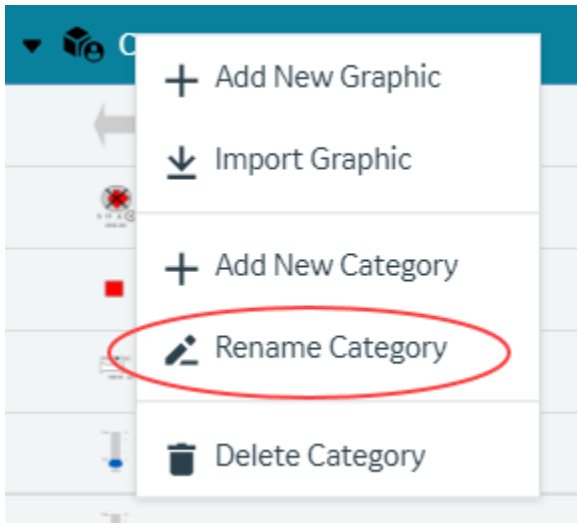 Add New Graphic
Import Graphic
Add New Category
Rename Category
Delete Category